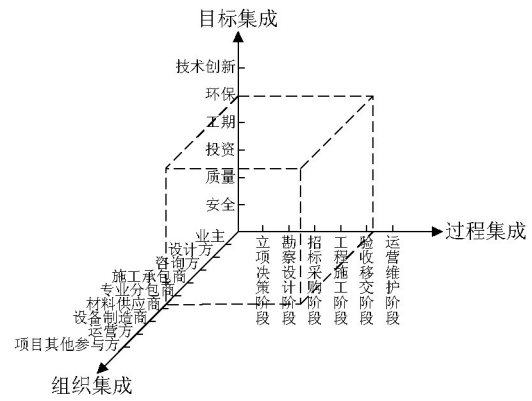 目标集成
技术创新
环保
工期
投资
质量
安全
过程集成
立项决策阶段
勘察设计阶段
招标采购阶段
工程施工阶段
验收移交阶段
运营维护阶段
业主
设计方
咨询方
施工承包商
专业分包商
材料供应商
设备制造商
运营方
项目其他参与方
组织集成